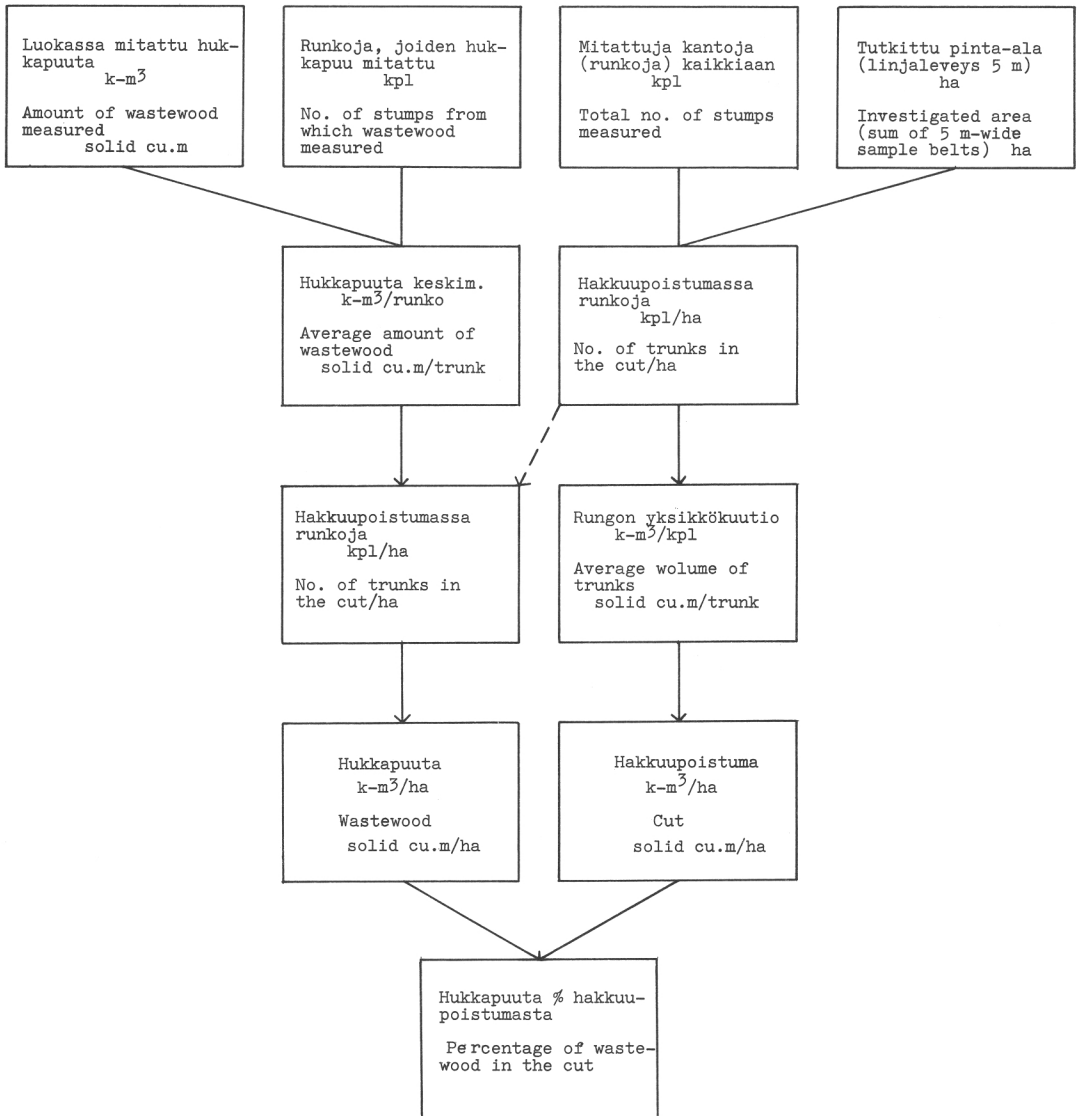 Luokassa mitattu huk-
kapuuta
k-m³
Amount of wastewood
measured
solid cu.m
Runkoja, joiden huk-
kapuu mitattu
kpl
No. of stumps from
which wastewood
measured
Mitattuja kantoja
(runkoja) kaikkiaan
kpl
Total no. of stumps
measured
Tutkittu pinta-ala
(linjaleveys 5 m)
ha
Investigated area
(sum of 5 m-wide
sample belts) ha
Hukkapuuta keskim.
k-m³/runko
Average amount of
wastewood
solid cu.m/trunk
Hakkuupoistumassa
runkoja
kpl/ha
No. of trunks in
the cut/ha
Hakkuupoistumassa
runkoja
kpl/ha
No. of trunks in
the cut/ha
Rungon yksikkökuutio
k-m³/kpl
Average wolume of
trunks
solid cu.m/trunk
Hukkapuuta
k-m³/ha
Wastewood
solid cu.m/ha
Hakkuupoistuma
k-m³/ha
Cut
solid cu.m/ha
Hukkapuuta % hakkuu-
poistumasta
Percentage of waste-
wood in the cut